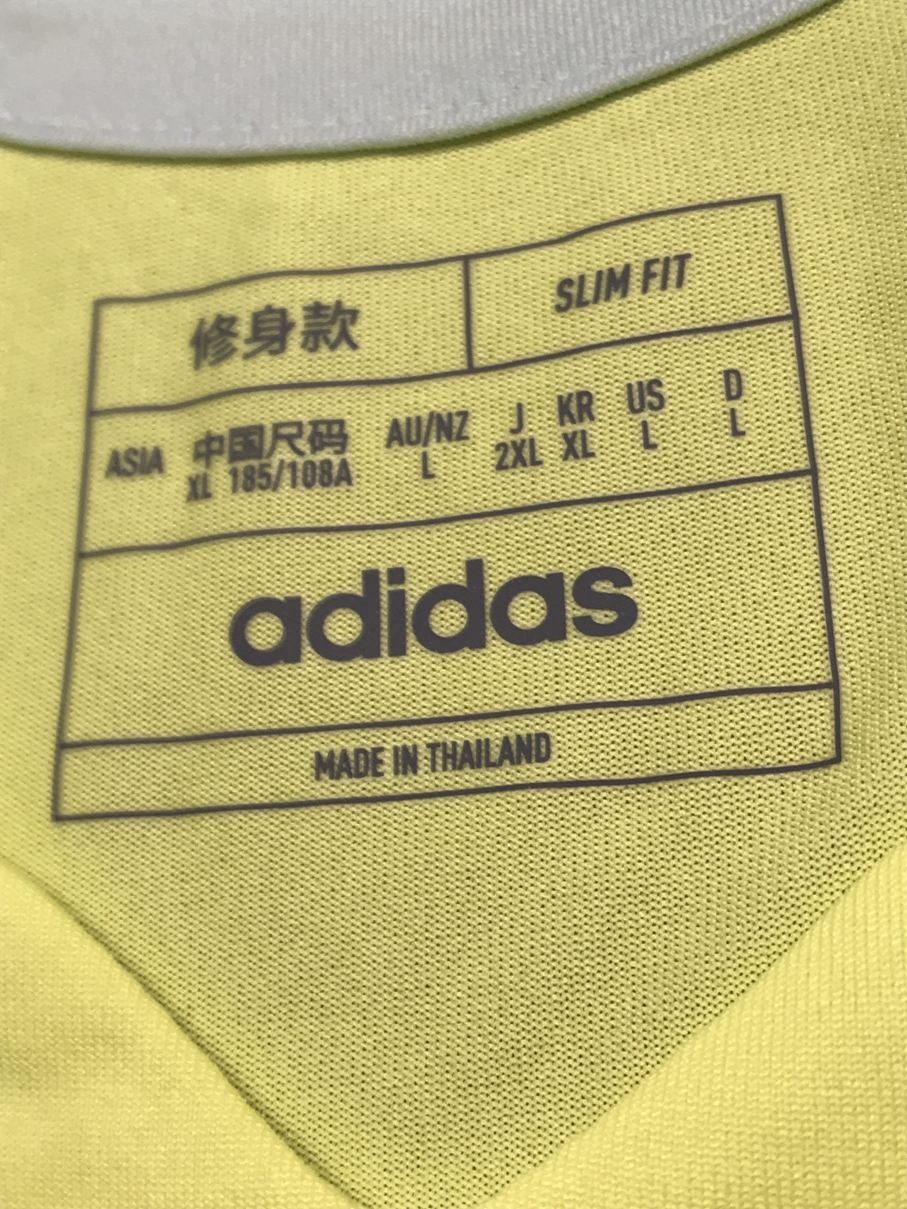 修身款 SLIM FIT
ASIA 中国尺码 AU/NZ J KR US D
XL 185/108A L 2XL XL L L
adidas
MADE IN THAILAND